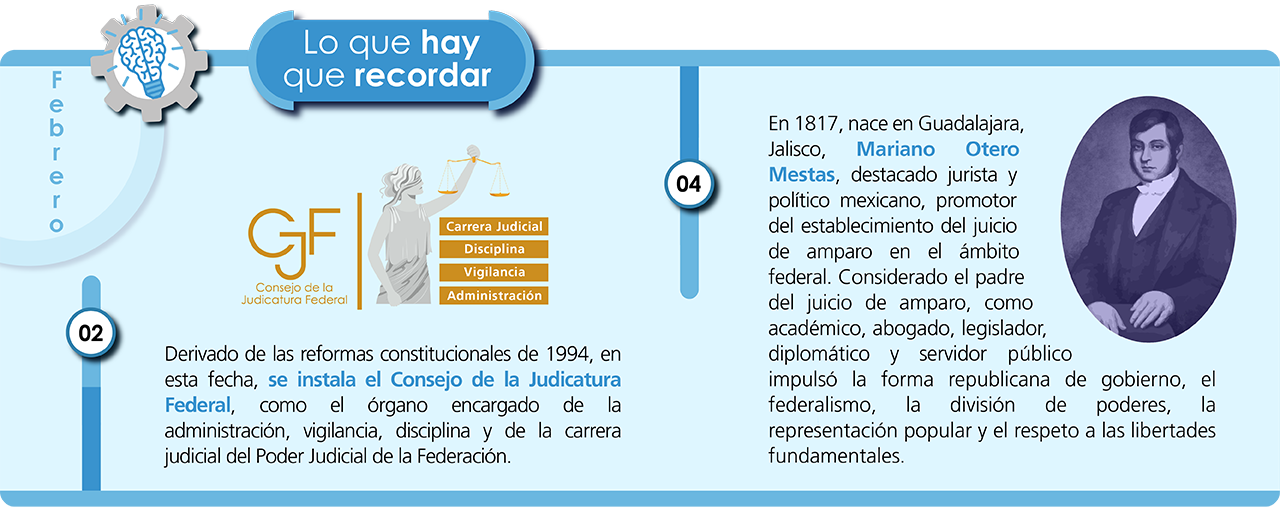 Lo que hay
que recordar
Febrero
CJF
Consejo de la
Judicatura Federal
Carrera Judicial
Disciplina
Vigilancia
Administración
02
Derivado de las reformas constitucionales de 1994, en
esta fecha, se instala el Consejo de la Judicatura
Federal, como el órgano encargado de la
administración, vigilancia, disciplina y de la carrera
judicial del Poder Judicial de la Federación.
04
En 1817, nace en Guadalajara,
Jalisco, Mariano Otero
Mestas, destacado jurista y
político mexicano, promotor
del establecimiento del juicio
de amparo en el ámbito
federal. Considerado el padre
del juicio de amparo, como
académico, abogado, legislador,
diplomático y servidor público
impulsó la forma republicana de gobierno, el
federalismo, la división de poderes, la
representación popular y el respeto a las libertades
fundamentales.